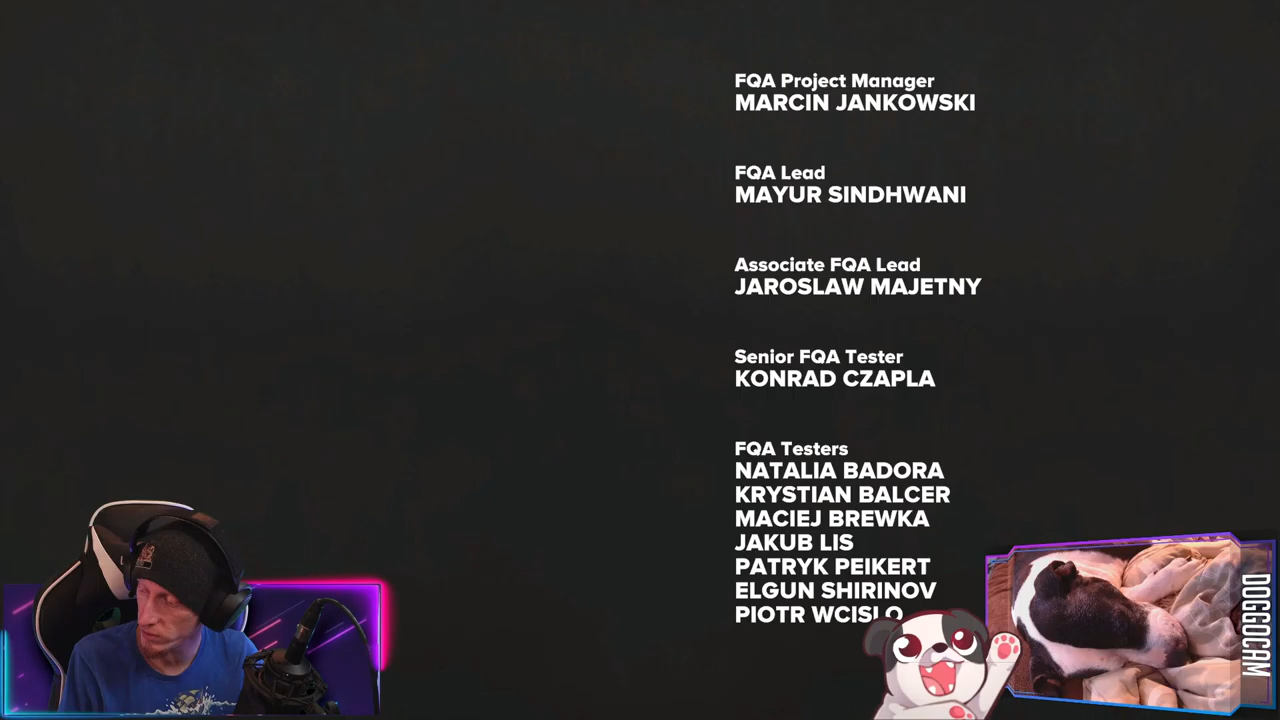 FQA Project Manager
MARCIN JANKOWSKI
FQA Lead
MAYUR SINDHWANI
Associate FQA Lead
JAROSLAW MAJETNY
Senior FQA Tester
KONRAD CZAPLA
FQA Testers
NATALIA BADORA
KRYSTIAN BALCER
MACIEJ BREWKA
JAKUB LIS
PATRYK PEIKERT
ELGUN SHIRINOV
PIOTR WCISLO
DOGGOCAM